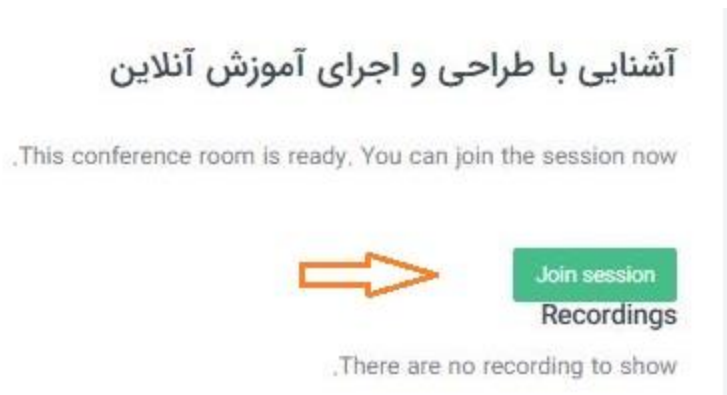 آشنایی با طراحی و اجرای آموزش آنلاین
.This conference room is ready. You can join the session now
Join session
Recordings
.There are no recording to show